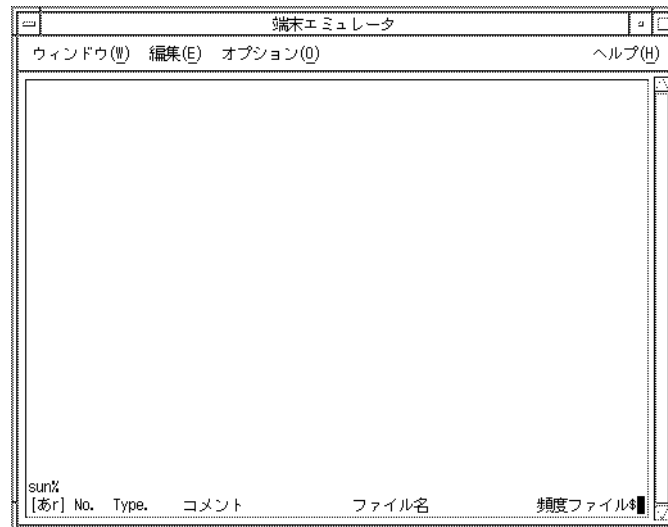 端末エミュレータ
ウィンドウ(W) 編集(E) オプション(O) ヘルプ(H)
sun%
[あr] No. Type. コメント ファイル名 頻度ファイル$